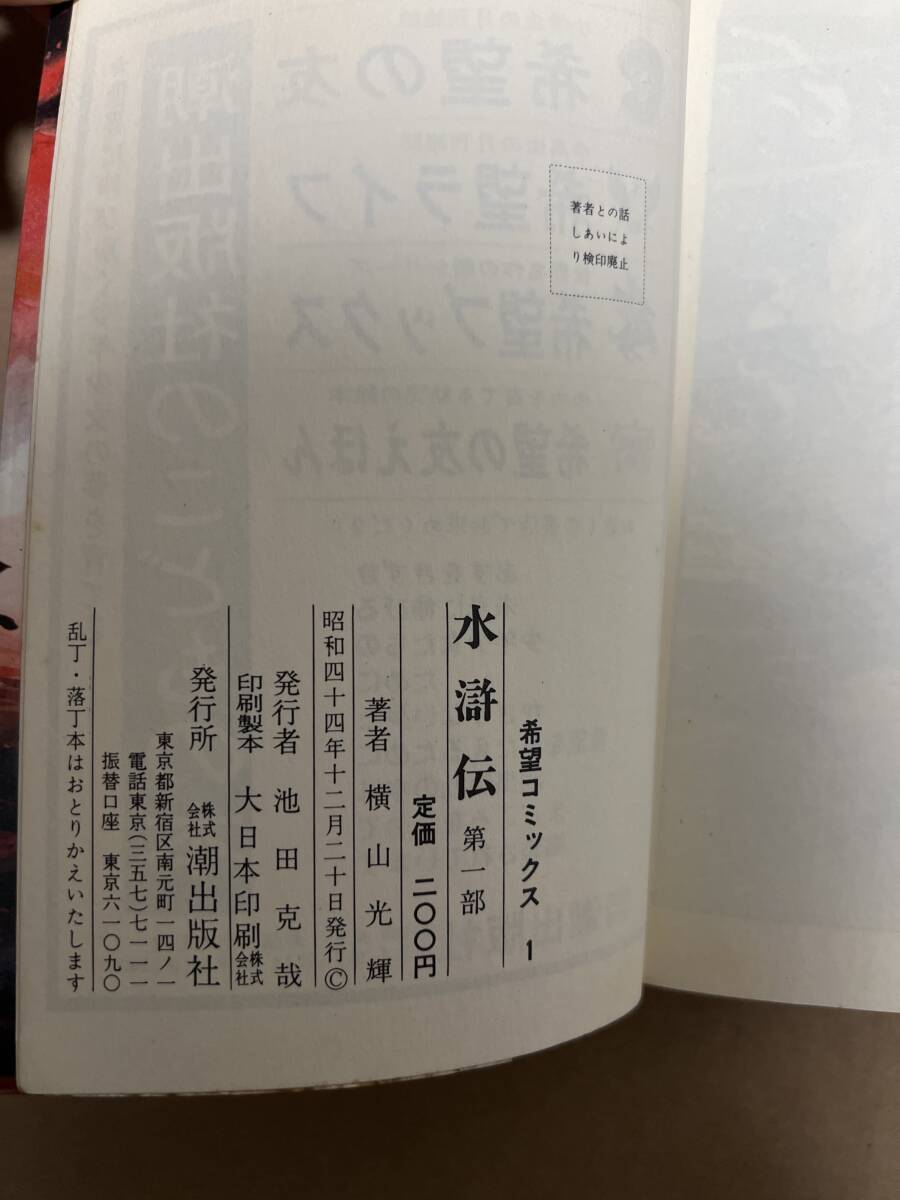 著者との話
しあいによ
り検印廃止
希望コミックス 1
水滸伝 第一部
定価 二〇〇円
著者 横山光輝
昭和四十四年十二月二十日発行©
発行者 池田克哉
印刷製本 大日本印刷株式会社
発行所 株式会社潮出版社
東京都新宿区南元町一四ノ一
電話東京(三五七)七一一一
振替口座 東京六一〇九〇
乱丁・落丁本はおとりかえいたします